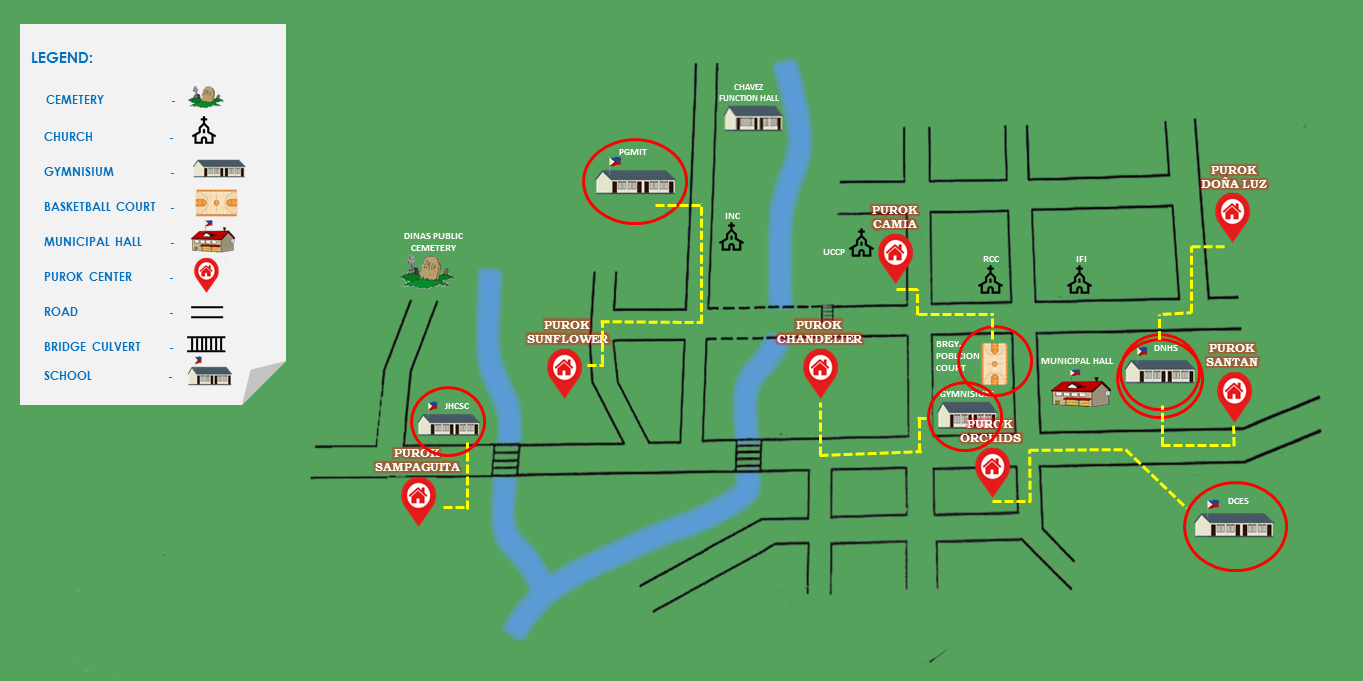 LEGEND:
CEMETERY -
CHURCH -
GYMNISIUM -
BASKETBALL COURT -
MUNICIPAL HALL -
PUROK CENTER -
ROAD -
BRIDGE CULVERT -
SCHOOL -
CHAVEZ
FUNCTION HALL
PGMIT
PUROK
DOÑA LUZ
INC
PUROK
CAMIA
DINAS PUBLIC
CEMETERY
UCCP
RCC
IFI
PUROK
SUNFLOWER
PUROK
CHANDELIER
BRGY.
POBLCION
COURT
MUNICIPAL HALL
DNHS
PUROK
SANTAN
GYMNISIUM
JHCSC
PUROK
ORCHIDS
PUROK
SAMPAGUITA
DCES